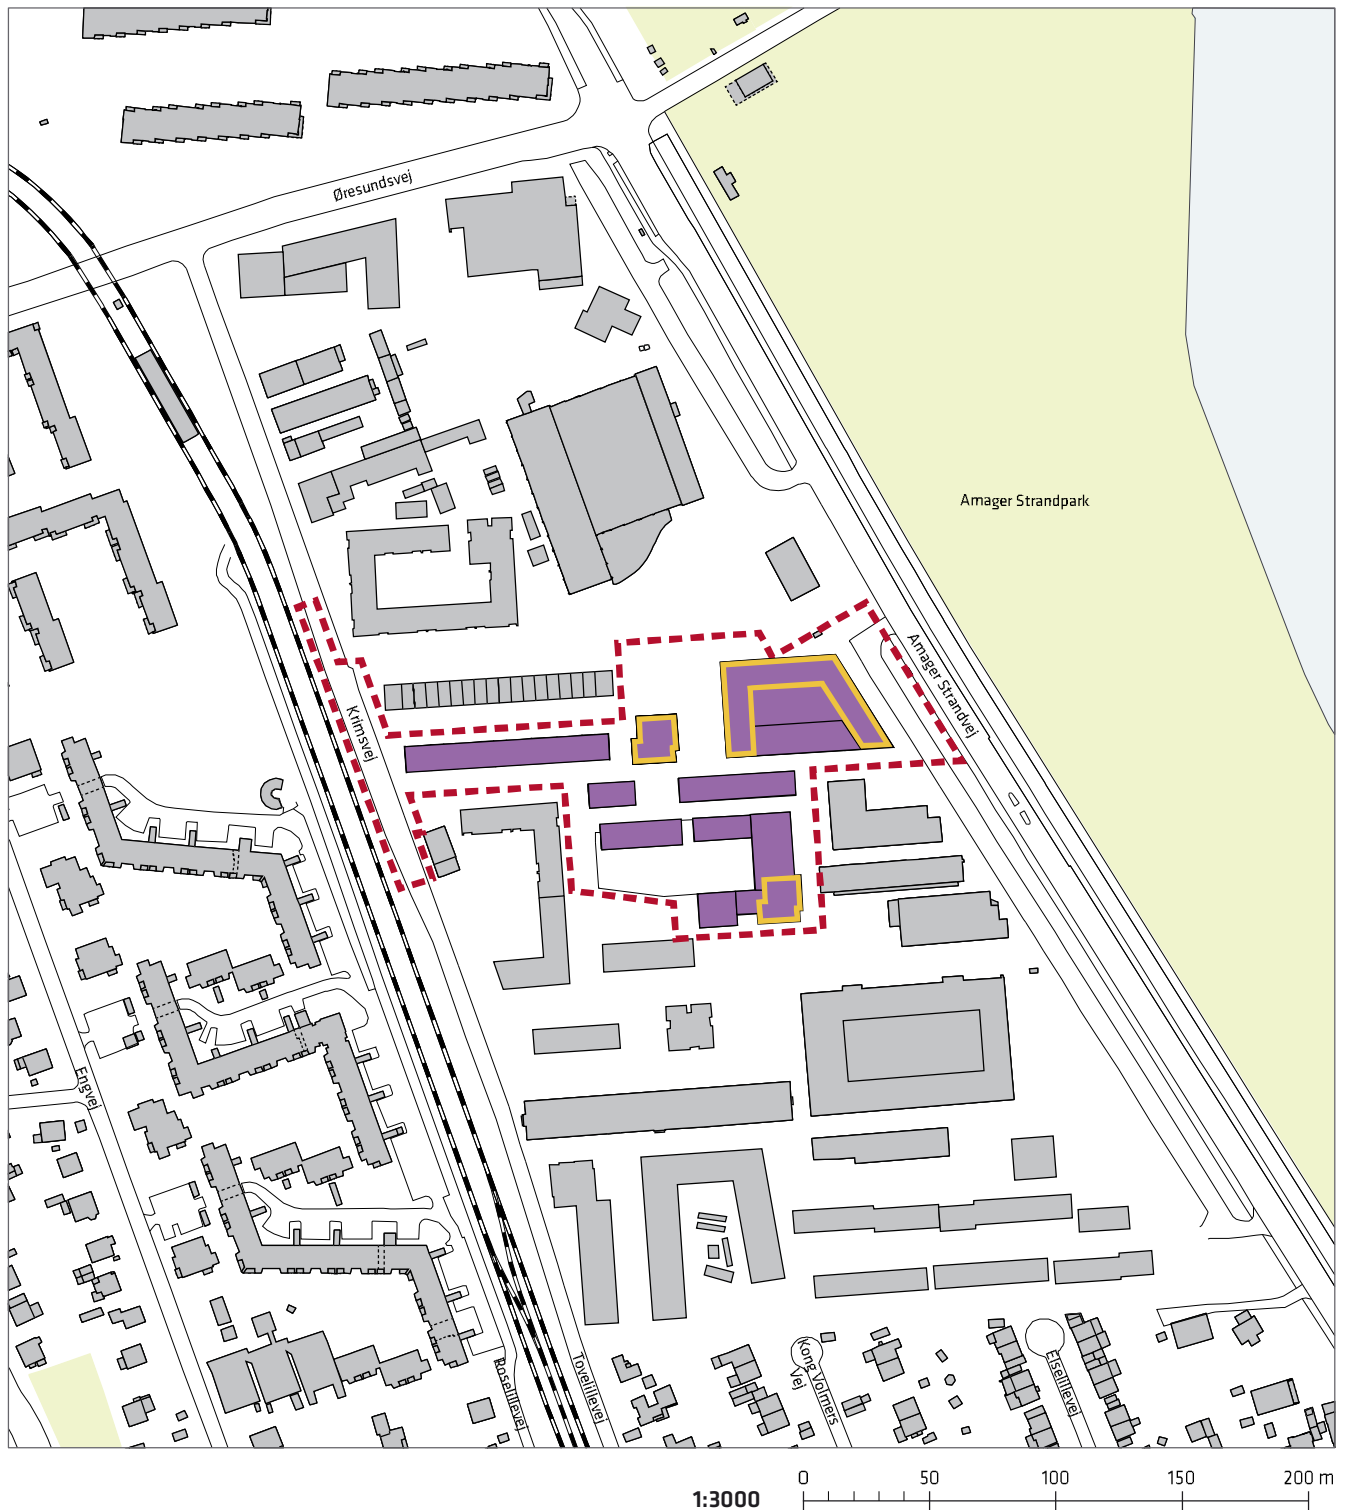 Øresundsvej
Amager Strandpark
Amager Strandvej
Krimsvej
Engvej
Roselillevej
Tovelillevej
Kong Volmers
Vej
Elselillevej
0 50 100 150 200 m
1:3000